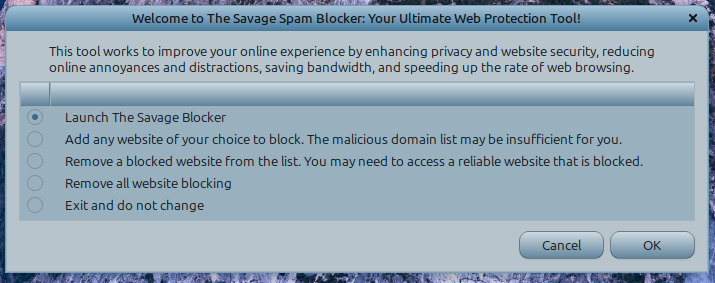 Welcome to The Savage Spam Blocker: Your Ultimate Web Protection Tool!
This tool works to improve your online experience by enhancing privacy and website security, reducing
online annoyances and distractions, saving bandwidth, and speeding up the rate of web browsing.
Launch The Savage Blocker
Add any website of your choice to block. The malicious domain list may be insufficient for you.
Remove a blocked website from the list. You may need to access a reliable website that is blocked.
Remove all website blocking
Exit and do not change
Cancel
OK